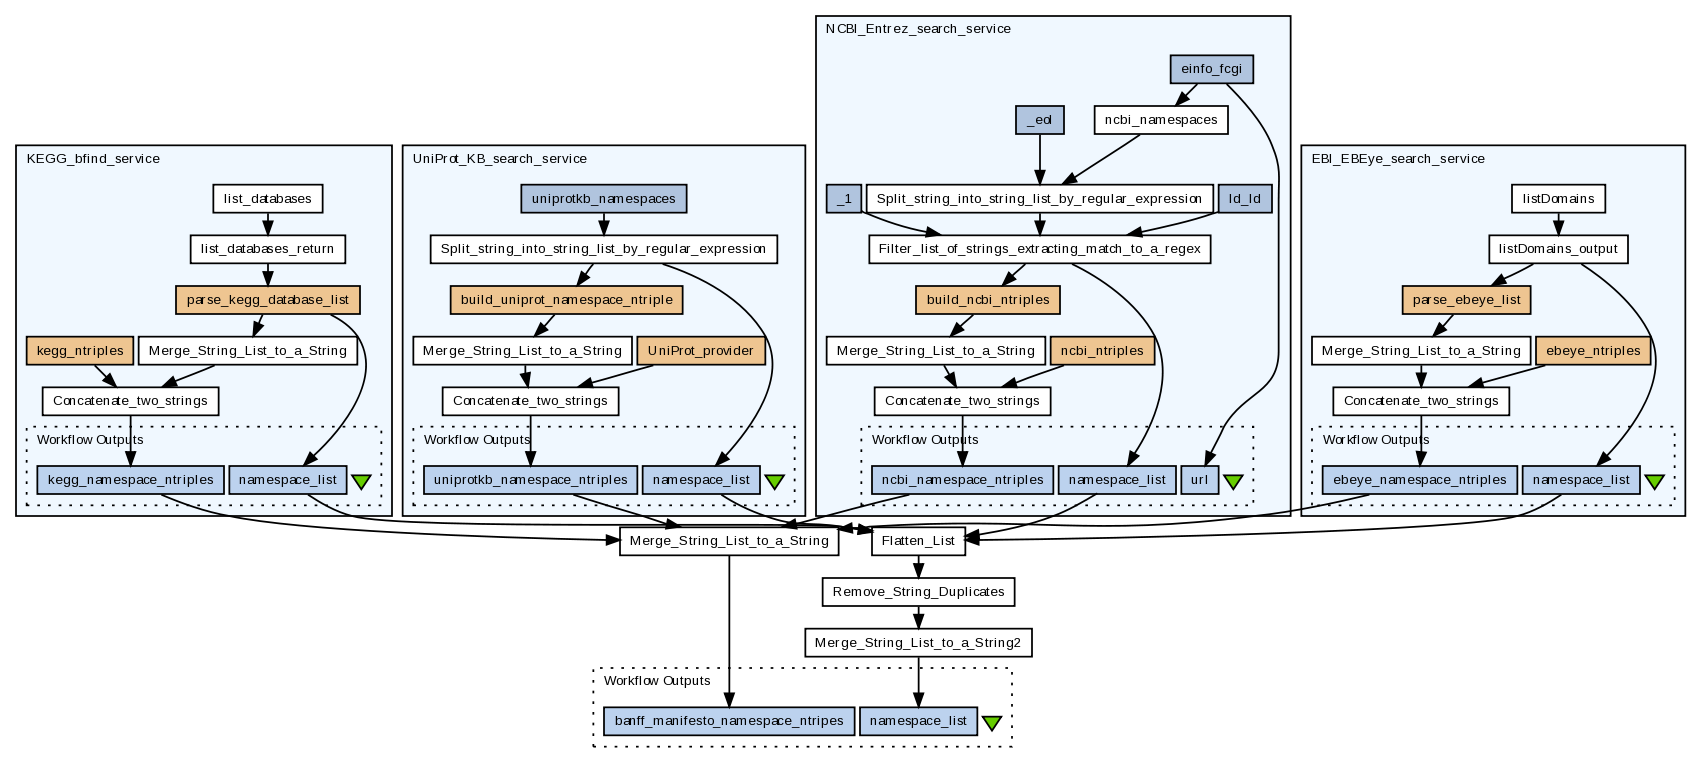 NCBI_Entrez_search_service
einfo_fcgi
_eol
ncbi_namespaces
_1
Split_string_into_string_list_by_regular_expression
ld_ld
Filter_list_of_strings_extracting_match_to_a_regex
build_ncbi_ntriples
Merge_String_List_to_a_String
ncbi_ntriples
Concatenate_two_strings
Workflow Outputs
ncbi_namespace_ntriples
namespace_list
url
KEGG_bfind_service
list_databases
list_databases_return
parse_kegg_database_list
kegg_ntriples
Merge_String_List_to_a_String
Concatenate_two_strings
Workflow Outputs
kegg_namespace_ntriples
namespace_list
UniProt_KB_search_service
uniprotkb_namespaces
Split_string_into_string_list_by_regular_expression
build_uniprot_namespace_ntriple
Merge_String_List_to_a_String
UniProt_provider
Concatenate_two_strings
Workflow Outputs
uniprotkb_namespace_ntriples
namespace_list
EBI_EBEye_search_service
listDomains
listDomains_output
parse_ebeye_list
Merge_String_List_to_a_String
ebeye_ntriples
Concatenate_two_strings
Workflow Outputs
ebeye_namespace_ntriples
namespace_list
Merge_String_List_to_a_String
Flatten_List
Remove_String_Duplicates
Merge_String_List_to_a_String2
Workflow Outputs
banff_manifesto_namespace_ntripes
namespace_list